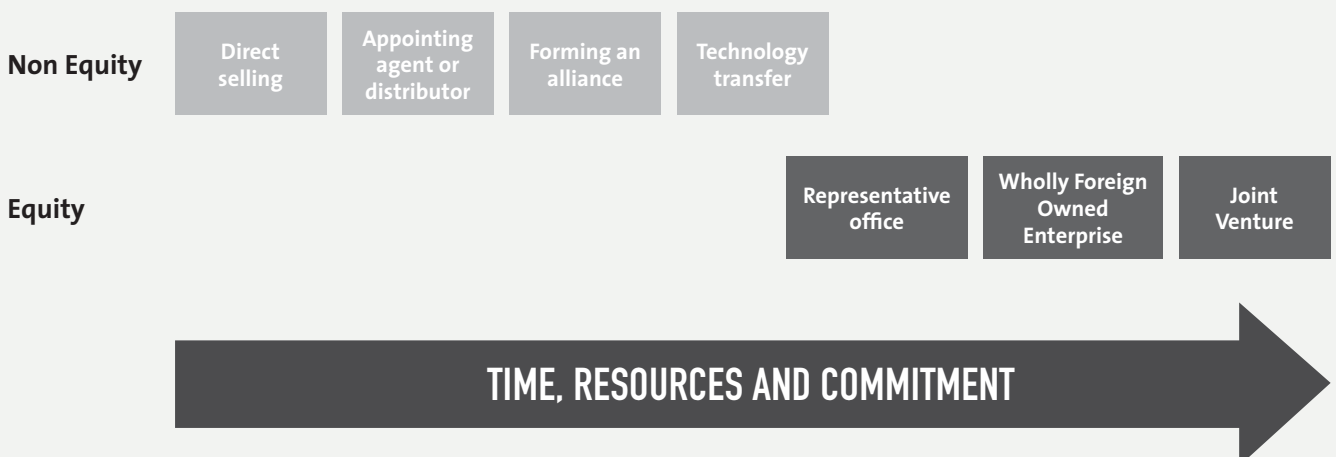 Non Equity
Direct
selling
Appointing
agent or
distributor
Forming an
alliance
Technology
transfer
Equity
Representative
office
Wholly Foreign
Owned
Enterprise
Joint
Venture
TIME, RESOURCES AND COMMITMENT